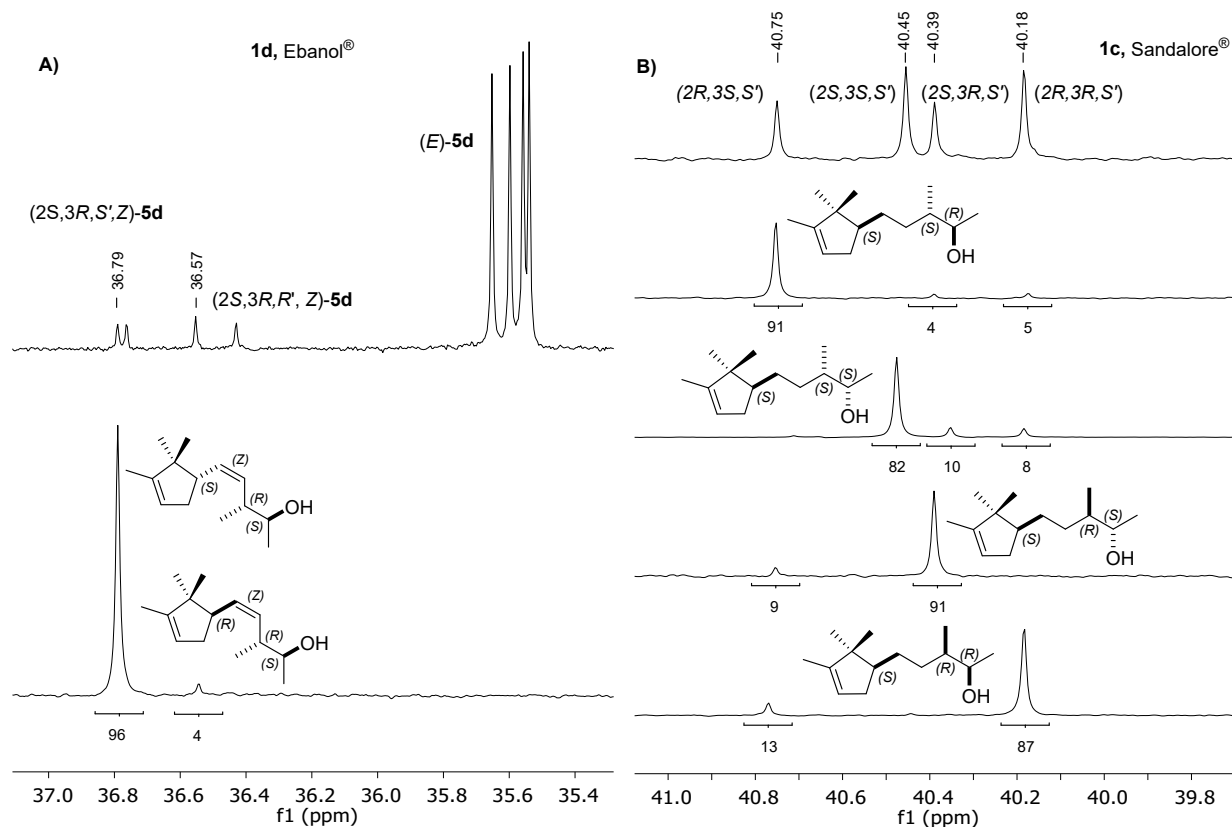 A)
1d, Ebanol®
(E)-5d
(2S,3R,S',Z)-5d
36.79
36.57
(2S,3R,R', Z)-5d
(Z)
(S)
(R)
OH
(S)
(Z)
(R)
(R)
OH
(S)
96
4
37.0 36.8 36.6 36.4 36.2 36.0 35.8 35.6 35.4
f1 (ppm)
B)
40.75
40.45
40.39
40.18
1c, Sandalore®
(2R,3S,S') (2S,3S,S') (2S,3R,S') (2R,3R,S')
(R)
(S)
(S)
OH
91 4 5
(S)
(S)
(S)
OH
82 10 8
(S)
(S)
(R)
OH
9 91
(R)
(S)
(R)
OH
13 87
41.0 40.8 40.6 40.4 40.2 40.0 39.8
f1 (ppm)